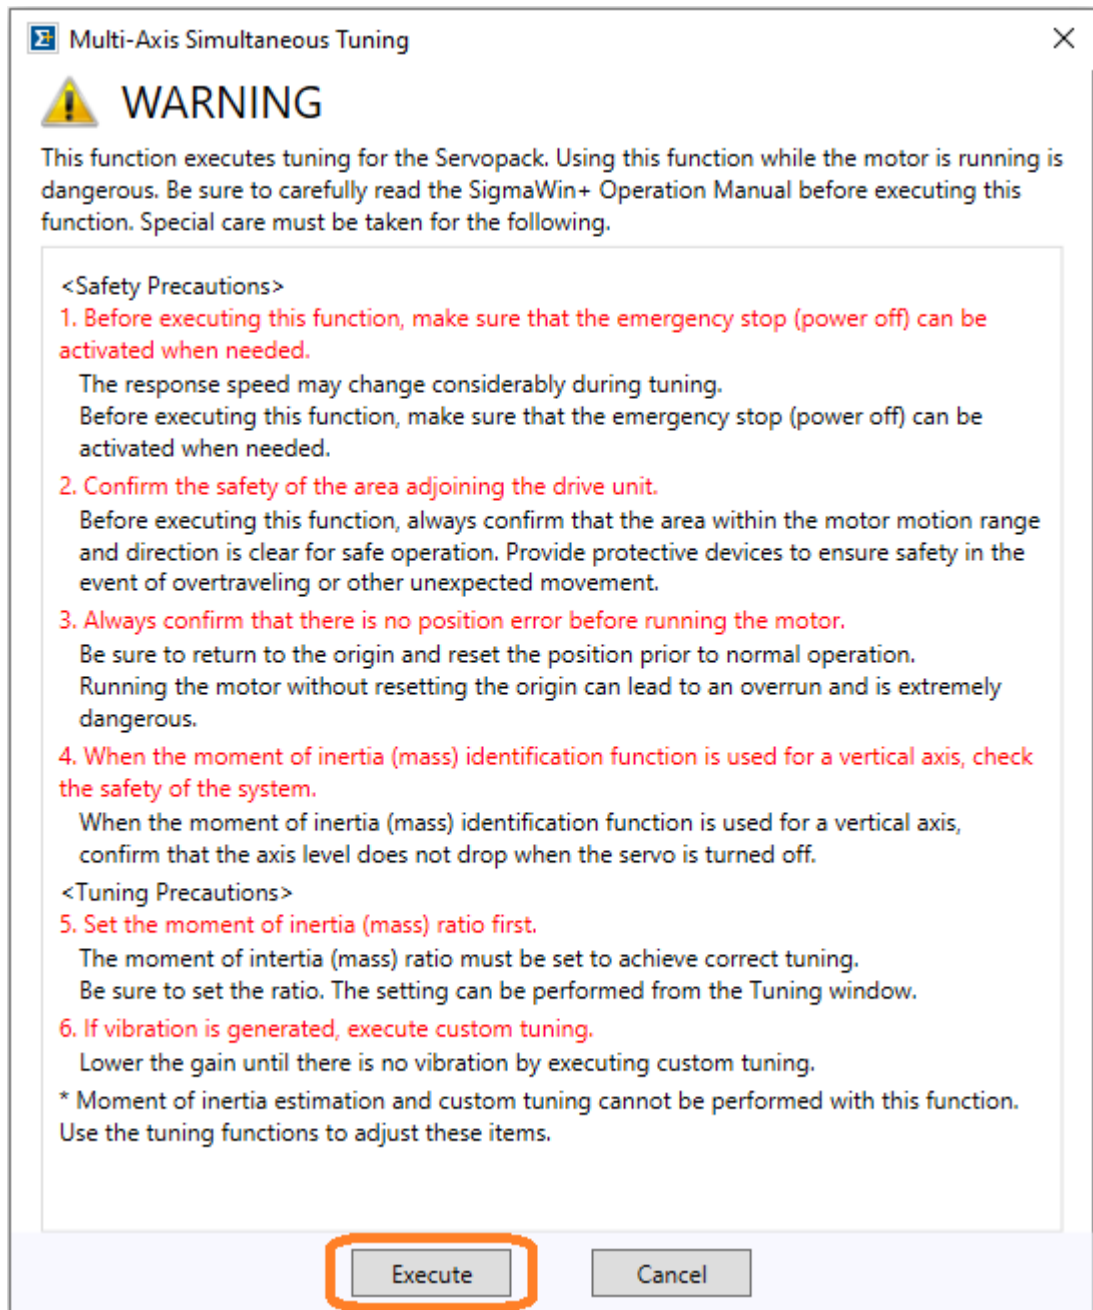 Multi-Axis Simultaneous Tuning
WARNING
This function executes tuning for the Servopack. Using this function while the motor is running is
dangerous. Be sure to carefully read the SigmaWin+ Operation Manual before executing this
function. Special care must be taken for the following.
<Safety Precautions>
1. Before executing this function, make sure that the emergency stop (power off) can be
activated when needed.
The response speed may change considerably during tuning.
Before executing this function, make sure that the emergency stop (power off) can be
activated when needed.
2. Confirm the safety of the area adjoining the drive unit.
Before executing this function, always confirm that the area within the motor motion range
and direction is clear for safe operation. Provide protective devices to ensure safety in the
event of overtraveling or other unexpected movement.
3. Always confirm that there is no position error before running the motor.
Be sure to return to the origin and reset the position prior to normal operation.
Running the motor without resetting the origin can lead to an overrun and is extremely
dangerous.
4. When the moment of inertia (mass) identification function is used for a vertical axis, check
the safety of the system.
When the moment of inertia (mass) identification function is used for a vertical axis,
confirm that the axis level does not drop when the servo is turned off.
<Tuning Precautions>
5. Set the moment of inertia (mass) ratio first.
The moment of intertia (mass) ratio must be set to achieve correct tuning.
Be sure to set the ratio. The setting can be performed from the Tuning window.
6. If vibration is generated, execute custom tuning.
Lower the gain until there is no vibration by executing custom tuning.
* Moment of inertia estimation and custom tuning cannot be performed with this function.
Use the tuning functions to adjust these items.
Execute
Cancel